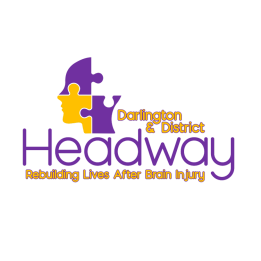 Darlington
& District
Headway
Rebuilding Lives After Brain Injury